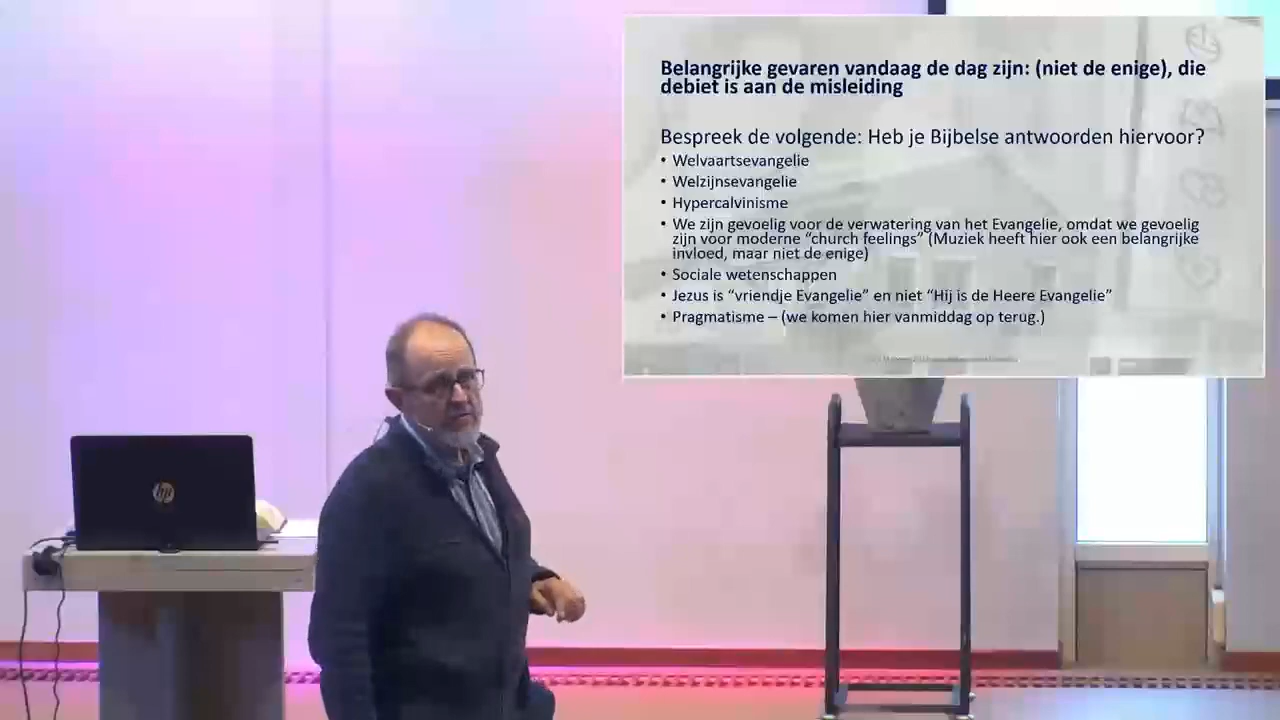 Belangrijke gevaren vandaag de dag zijn: (niet de enige), die
debiet is aan de misleiding
Bespreek de volgende: Heb je Bijbelse antwoorden hiervoor?
• Welvaartsevangelie
• Welzijnsevangelie
• Hypercalvinisme
• We zijn gevoelig voor de verwatering van het Evangelie, omdat we gevoelig
zijn voor moderne “church feelings” (Muziek heeft hier ook een belangrijke
invloed, maar niet de enige)
• Sociale wetenschappen
• Jezus is “vriendje Evangelie” en niet “Hij is de Heere Evangelie”
• Pragmatisme – (we komen hier vanmiddag op terug.)
hp